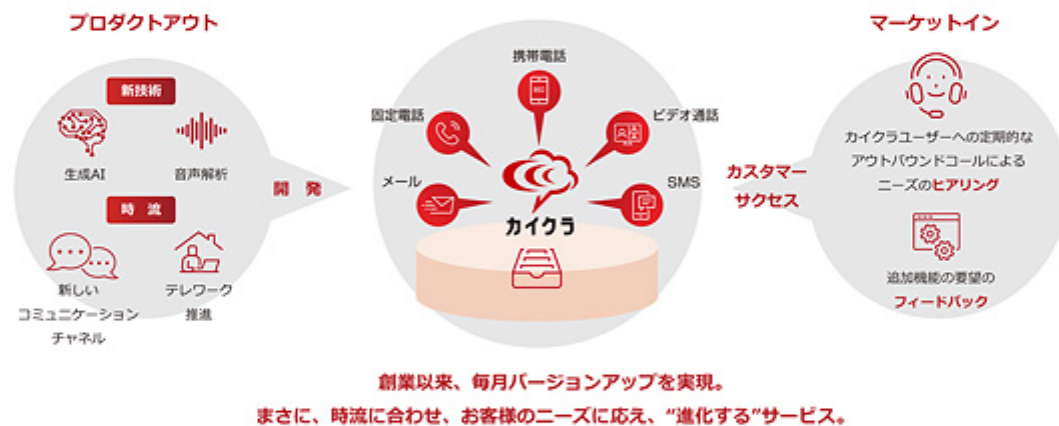 プロダクトアウト
新技術
生成AI
音声解析
時 流
新しい
コミュニケーション
チャネル
テレワーク
推進
開 発
携帯電話
固定電話
ビデオ通話
メール
SMS
カイクラ
カスタマー
サクセス
マーケットイン
カイクラユーザーへの定期的な
アウトバウンドコールによる
ニーズのヒアリング
追加機能の要望の
フィードバック
創業以来、毎月バージョンアップを実現。
まさに、時流に合わせ、お客様のニーズに応え、“進化する”サービス。